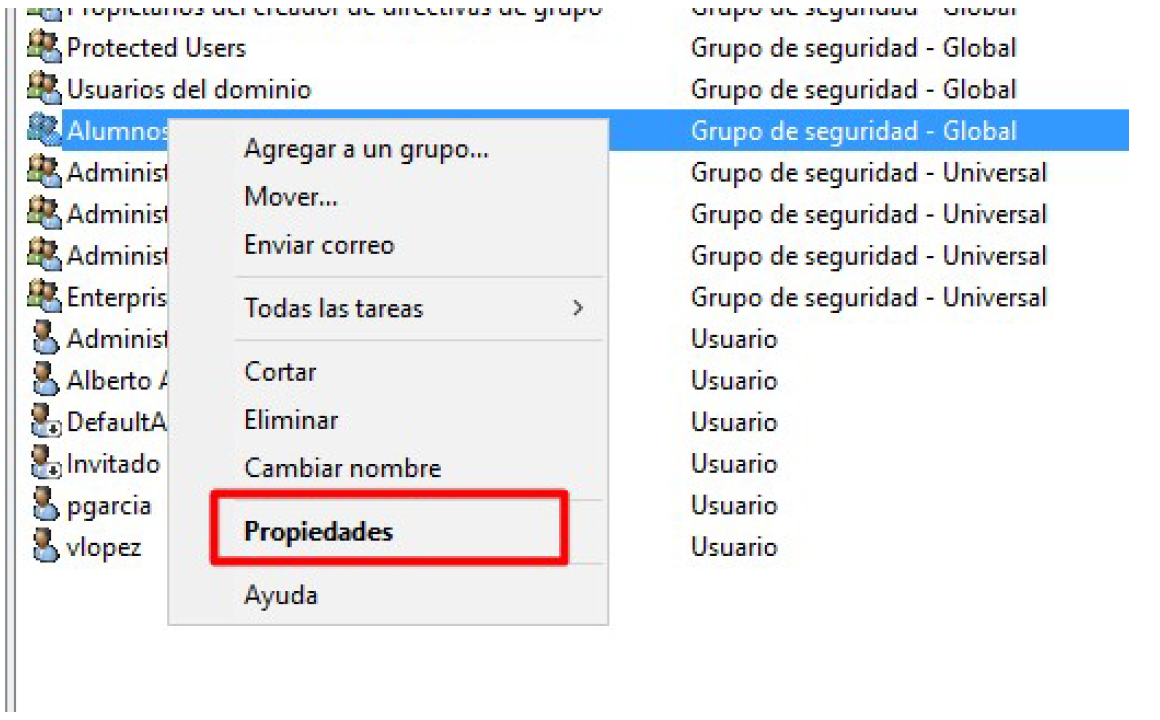 Propietarios del creador de directivas de grupo Grupo de seguridad - Global
Protected Users Grupo de seguridad - Global
Usuarios del dominio Grupo de seguridad - Global
Alumnos Grupo de seguridad - Global
Administ Grupo de seguridad - Universal
Administ Grupo de seguridad - Universal
Administ Grupo de seguridad - Universal
Enterpris Grupo de seguridad - Universal
Administ Usuario
Alberto A Usuario
DefaultA Usuario
Invitado Usuario
pgarcia Usuario
vlopez Usuario
Agregar a un grupo...
Mover...
Enviar correo
Todas las tareas >
Cortar
Eliminar
Cambiar nombre
Propiedades
Ayuda